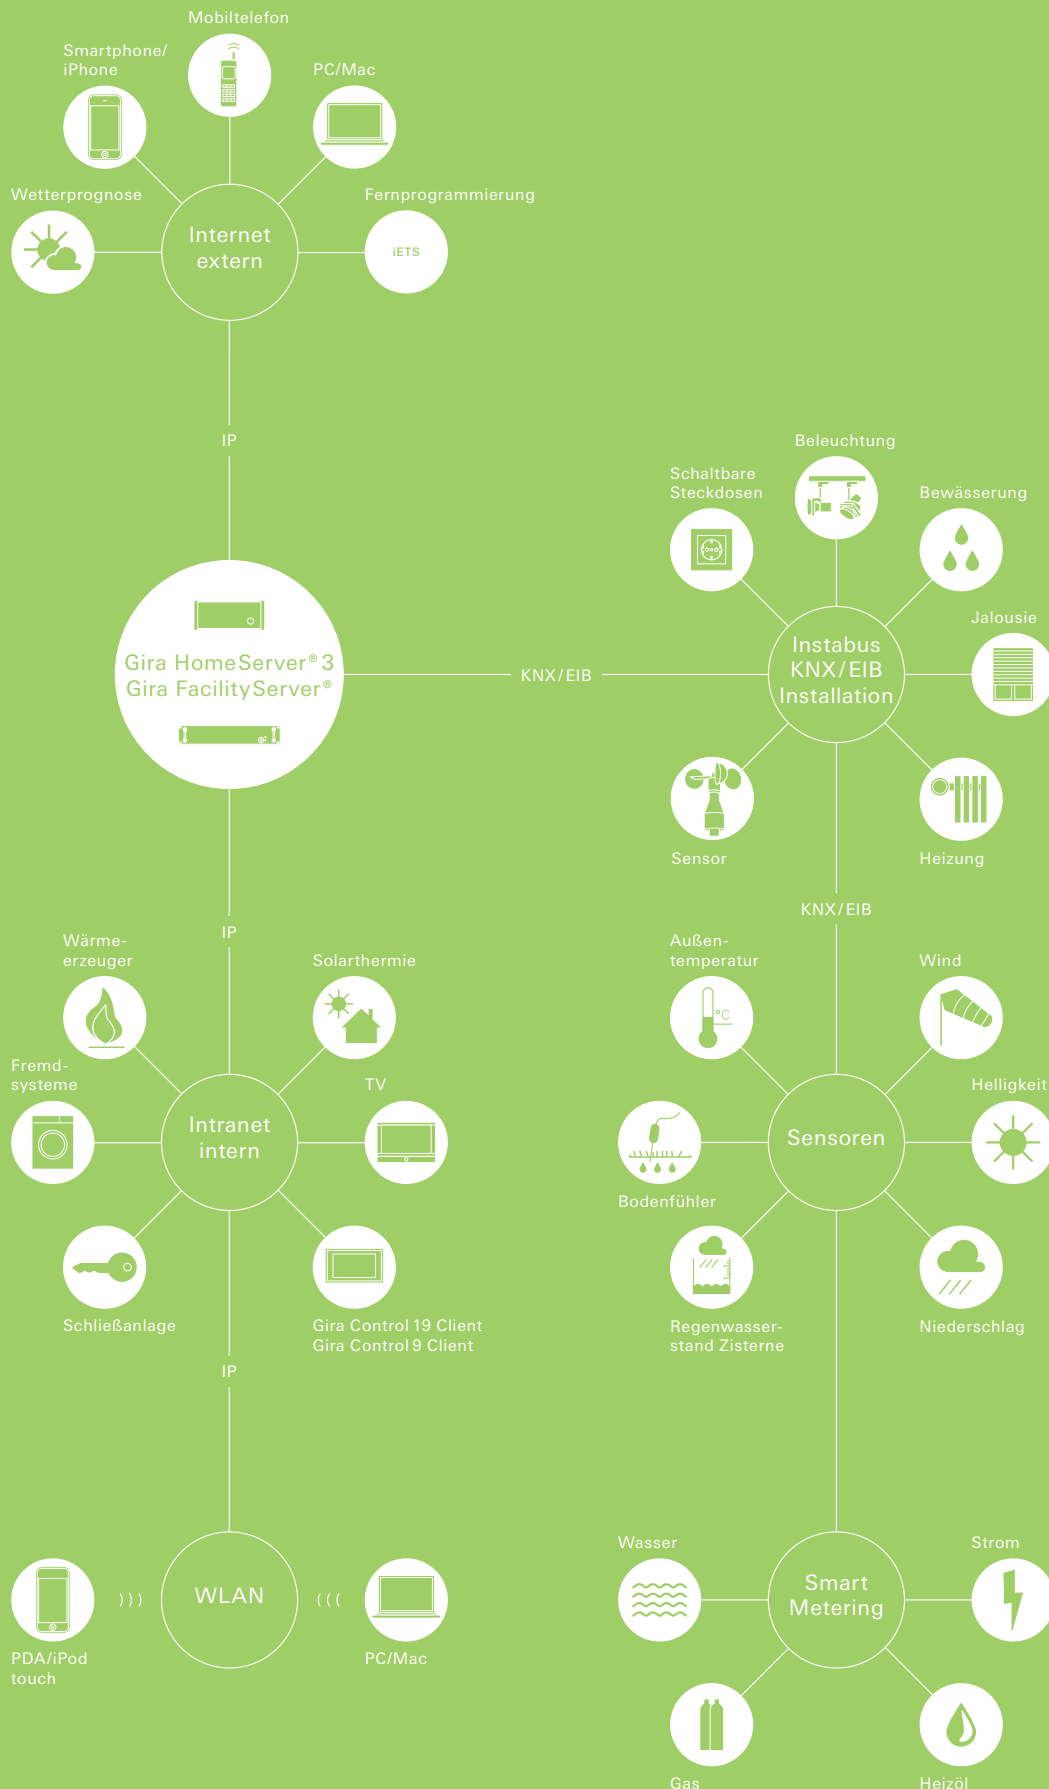 Mobiltelefon
Smartphone/
iPhone
PC/Mac
Wetterprognose
Fernprogrammierung
iETS
Internet
extern
IP
Gira HomeServer® 3
Gira FacilityServer®
KNX/EIB
Beleuchtung
Schaltbare
Steckdosen
Bewässerung
Jalousie
Instabus
KNX/EIB
Installation
Sensor
Heizung
KNX/EIB
IP
Wärme-
erzeuger
Solarthermie
Fremd-
systeme
TV
Intranet
intern
Schließanlage
Gira Control 19 Client
Gira Control 9 Client
Außen-
temperatur
°C
Wind
Helligkeit
Sensoren
Bodenfühler
Regenwasser-
stand Zisterne
Niederschlag
IP
WLAN
PDA/iPod
touch
PC/Mac
Wasser
Strom
Smart
Metering
Gas
Heizöl